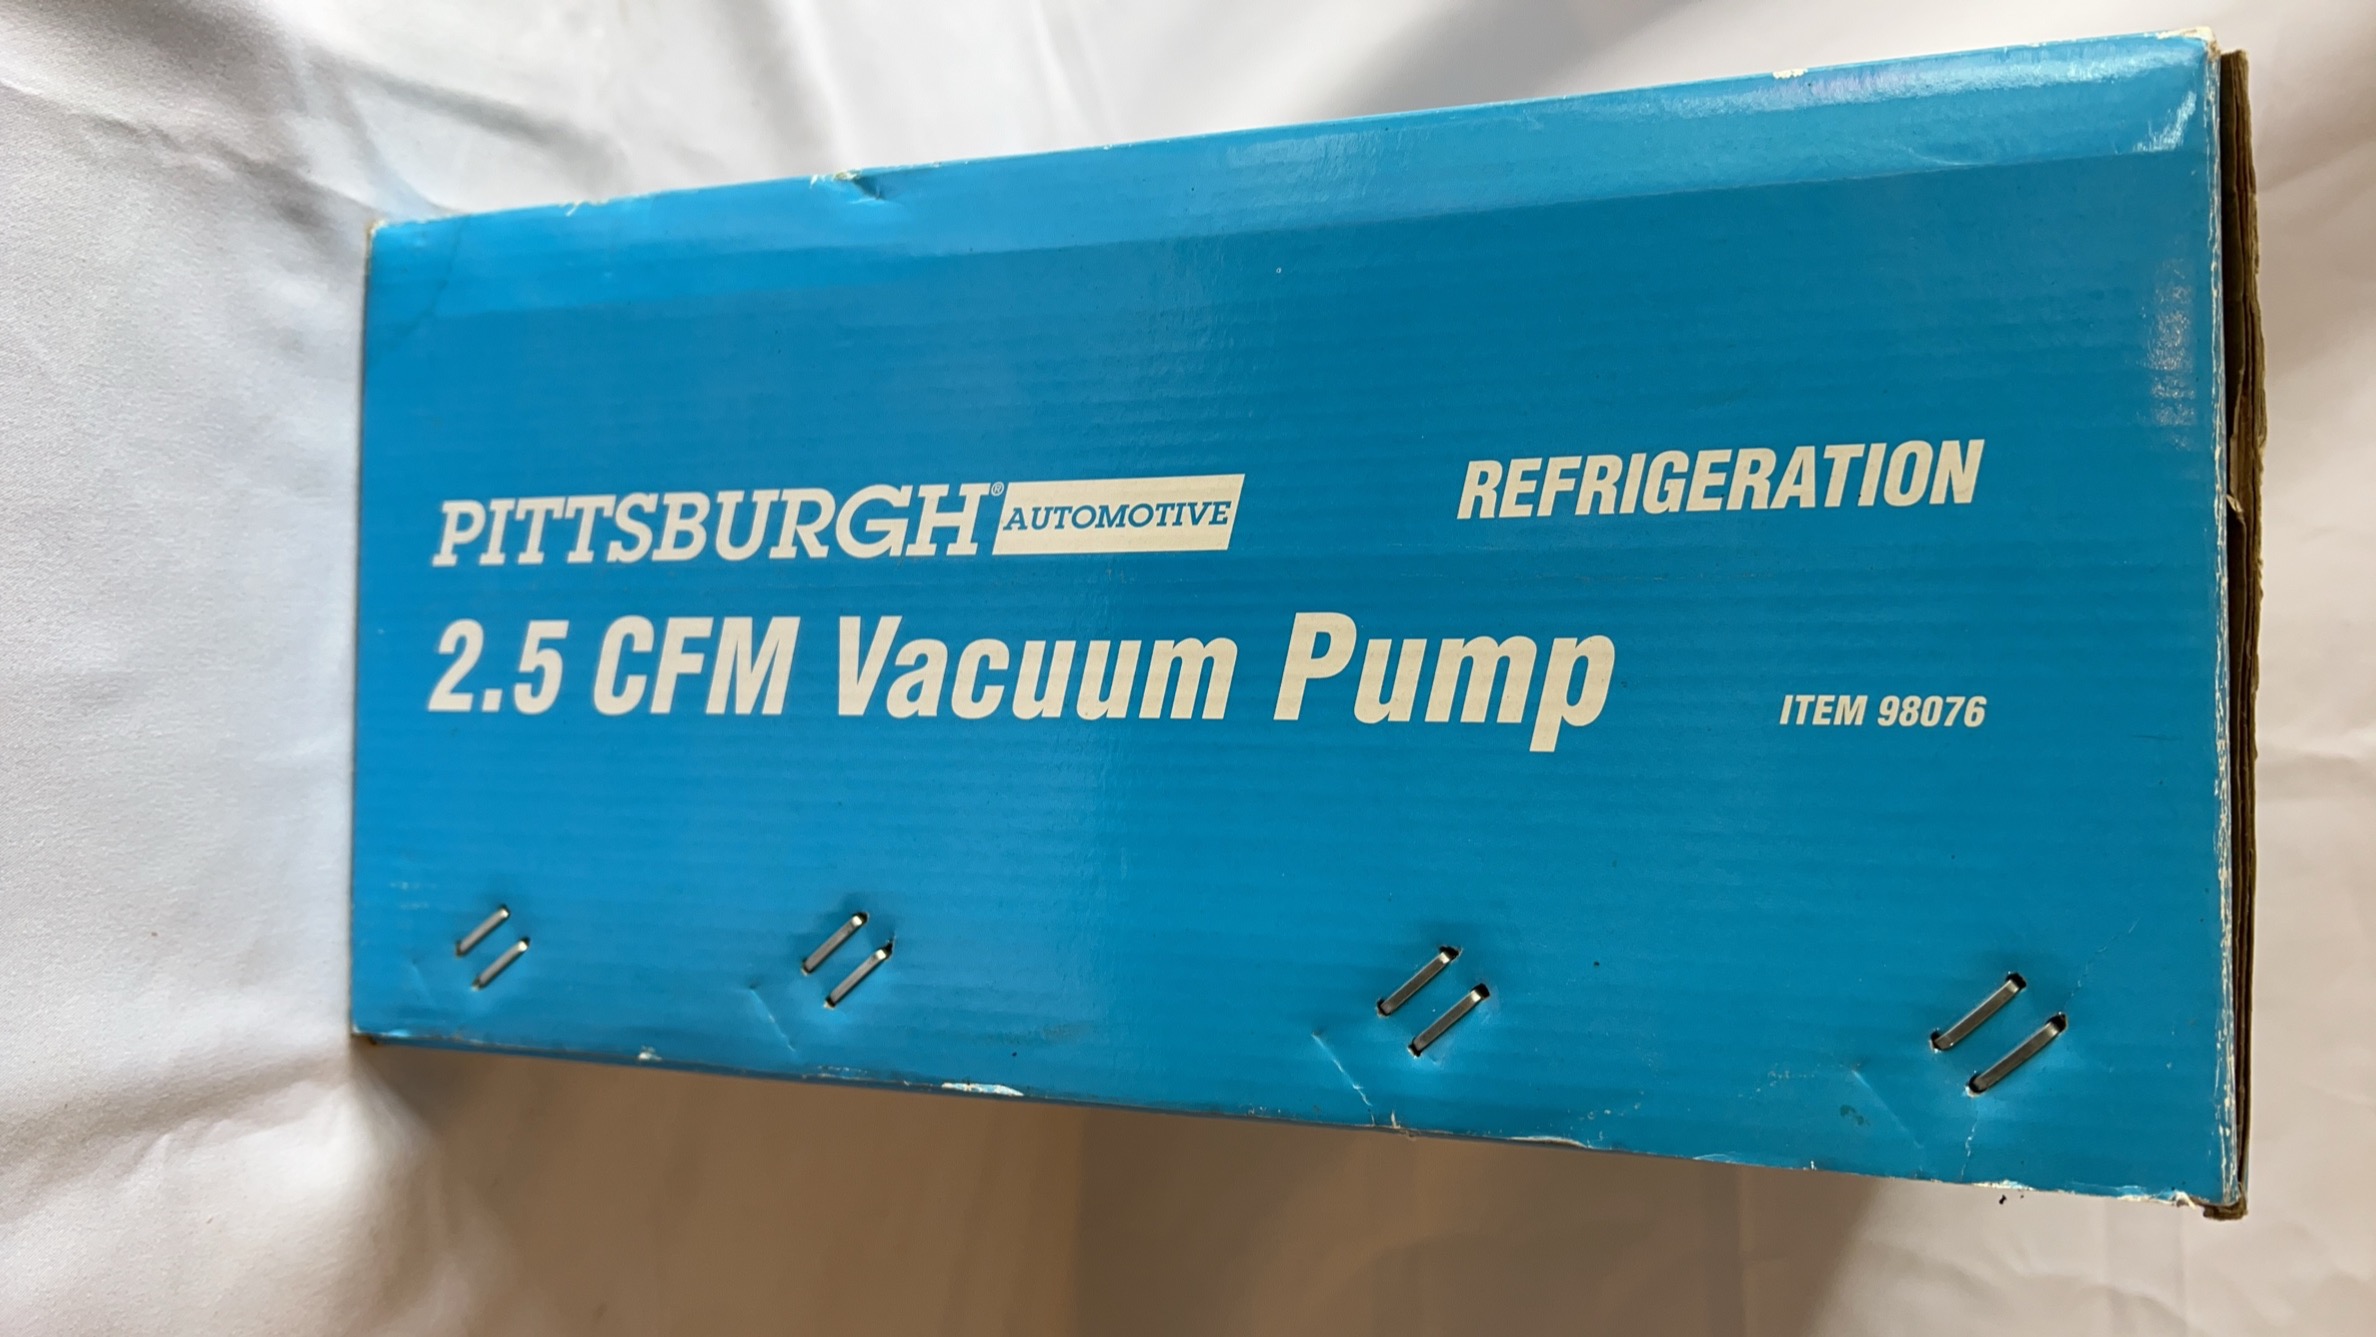 PITTSBURGH® AUTOMOTIVE
REFRIGERATION
2.5 CFM Vacuum Pump
ITEM 98076